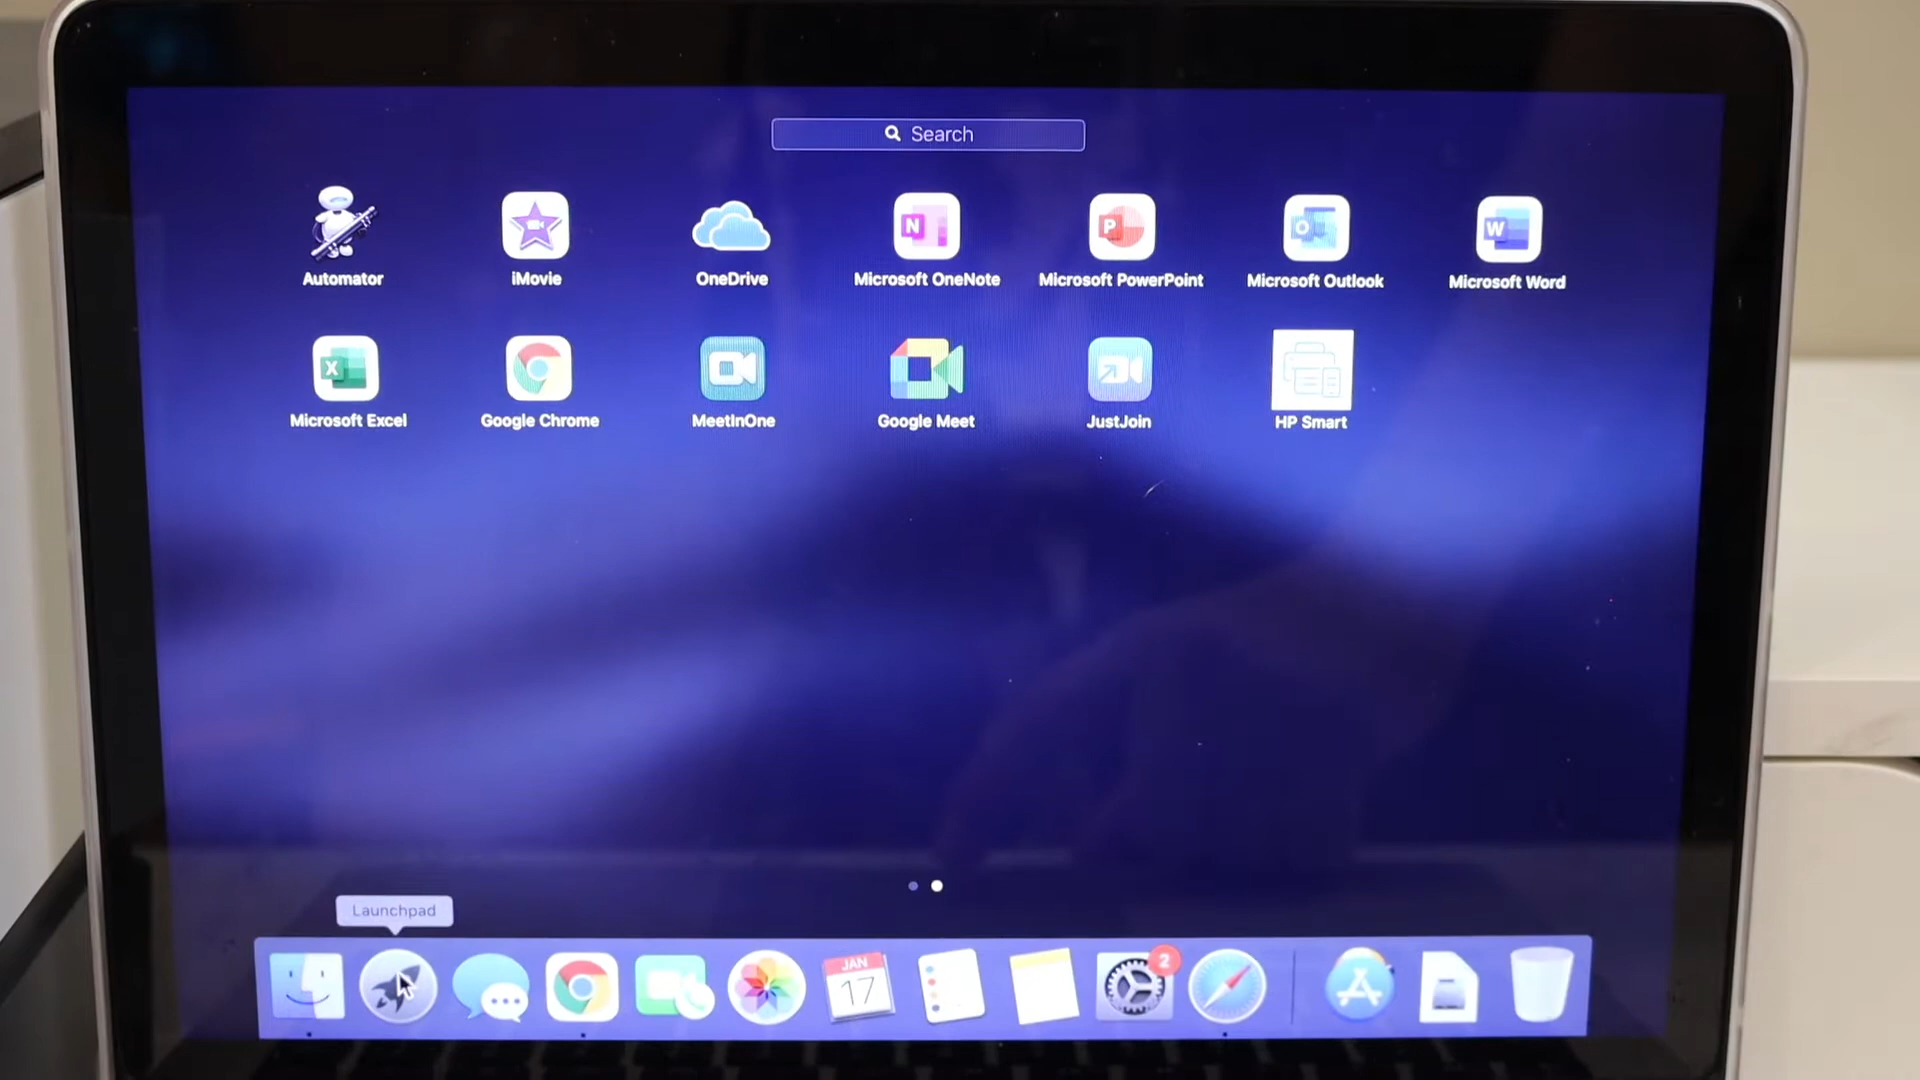 Search
Automator
iMovie
OneDrive
N
Microsoft OneNote
P
Microsoft PowerPoint
O
Microsoft Outlook
W
Microsoft Word
X
Microsoft Excel
Google Chrome
MeetInOne
Google Meet
JustJoin
HP Smart
Launchpad
JAN
17
2